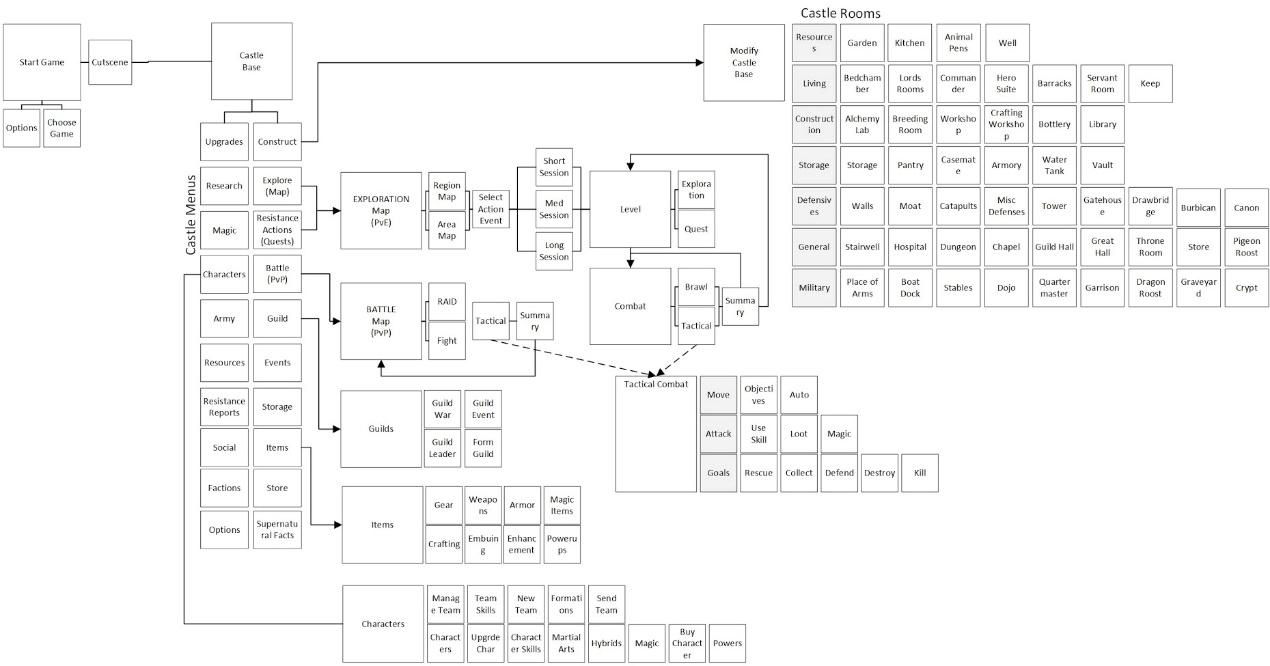 Castle Rooms
Start Game
Cutscene
Castle
Base
Modify
Castle
Base
Options
Choose
Game
Resource
s
Garden
Kitchen
Animal
Pens
Well
Living
Bedcham
ber
Lords
Rooms
Comman
der
Hero
Suite
Barracks
Servant
Room
Keep
Construct
ion
Alchemy
Lab
Breeding
Room
Worksho
p
Crafting
Worksho
p
Bottlery
Library
Storage
Storage
Pantry
Casemat
e
Armory
Water
Tank
Vault
Defensiv
es
Walls
Moat
Catapults
Misc
Defenses
Tower
Gatehous
e
Drawbrid
ge
Burbican
Canon
General
Stairwell
Hospital
Dungeon
Chapel
Guild Hall
Great
Hall
Throne
Room
Store
Pigeon
Roost
Military
Place of
Arms
Boat
Dock
Stables
Dojo
Quarter
master
Garrison
Dragon
Roost
Graveyar
d
Crypt
Castle Menus
Upgrades
Construct
Research
Explore
(Map)
Magic
Resistance
Actions
(Quests)
Characters
Battle
(PvP)
Army
Guild
Resources
Events
Resistance
Reports
Storage
Social
Items
Factions
Store
Options
Supernatu
ral Facts
EXPLORATION
Map
(PvE)
Region
Map
Area
Map
Select
Action
Event
Short
Session
Med
Session
Long
Session
Level
Explora
tion
Quest
Combat
Brawl
Tactical
Summa
ry
BATTLE
Map
(PvP)
RAID
Fight
Tactical
Summa
ry
Tactical Combat
Move
Objecti
ves
Auto
Attack
Use
Skill
Loot
Magic
Goals
Rescue
Collect
Defend
Destroy
Kill
Guilds
Guild
War
Guild
Event
Guild
Leader
Form
Guild
Items
Gear
Weapo
ns
Armor
Magic
Items
Crafting
Embuin
g
Enhanc
ement
Poweru
ps
Characters
Manag
e Team
Team
Skills
New
Team
Formati
ons
Send
Team
Charact
ers
Upgrde
Char
Charact
er Skills
Martial
Arts
Hybrids
Magic
Buy
Charact
er
Powers